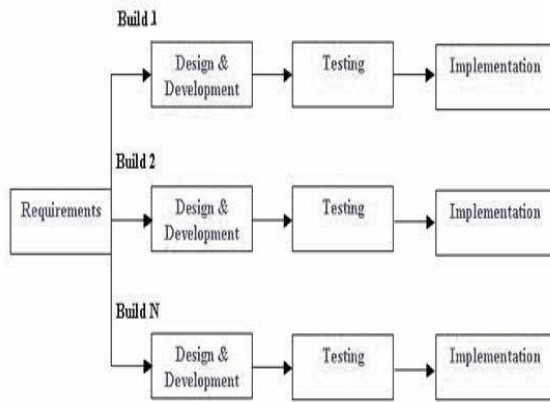 Build 1
Design &
Development
Testing
Implementation
Build 2
Requirements
Design &
Development
Testing
Implementation
Build N
Design &
Development
Testing
Implementation